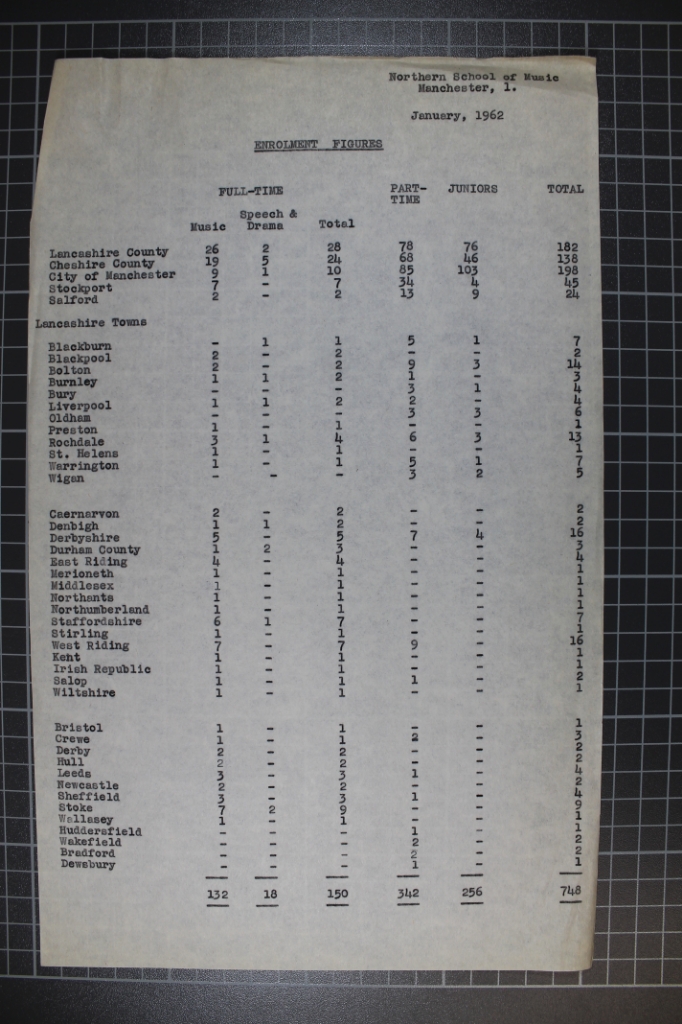 Northern School of Music
Manchester, 1.
January, 1962
ENROLMENT FIGURES
FULL-TIME PART-TIME JUNIORS TOTAL
Music Speech & Drama Total
Lancashire County 26 2 28 78 76 182
Cheshire County 19 5 24 68 46 138
City of Manchester 9 1 10 85 103 198
Stockport 7 - 7 34 4 45
Salford 2 - 2 13 9 24
Lancashire Towns
Blackburn - 1 1 5 1 7
Blackpool 2 - 2 - - 2
Bolton 2 - 2 9 3 14
Burnley 1 1 2 1 - 3
Bury - - - 3 1 4
Liverpool 1 1 2 2 - 4
Oldham - - - 3 3 6
Preston 1 - 1 - - 1
Rochdale 3 1 4 6 3 13
St. Helens 1 - 1 - - 1
Warrington 1 - 1 5 1 7
Wigan - - - 3 2 5
Caernarvon 2 - 2 - - 2
Denbigh 1 1 2 - - 2
Derbyshire 5 - 5 7 4 16
Durham County 1 2 3 - - 3
East Riding 4 - 4 - - 4
Merioneth 1 - 1 - - 1
Middlesex 1 - 1 - - 1
Northants 1 - 1 - - 1
Northumberland 1 - 1 - - 1
Staffordshire 6 1 7 - - 7
Stirling 1 - 1 - - 1
West Riding 7 - 7 9 - 16
Kent 1 - 1 - - 1
Irish Republic 1 - 1 - - 1
Salop 1 - 1 1 - 2
Wiltshire 1 - 1 - - 1
Bristol 1 - 1 - - 1
Crewe 1 - 1 2 - 3
Derby 2 - 2 - - 2
Hull 2 - 2 - - 2
Leeds 3 - 3 1 - 4
Newcastle 2 - 2 - - 2
Sheffield 3 - 3 1 - 4
Stoke 7 2 9 - - 9
Wallasey 1 - 1 - - 1
Huddersfield - - - 1 - 1
Wakefield - - - 2 - 2
Bradford - - - 2 - 2
Dewsbury - - - 1 - 1
132 18 150 342 256 748